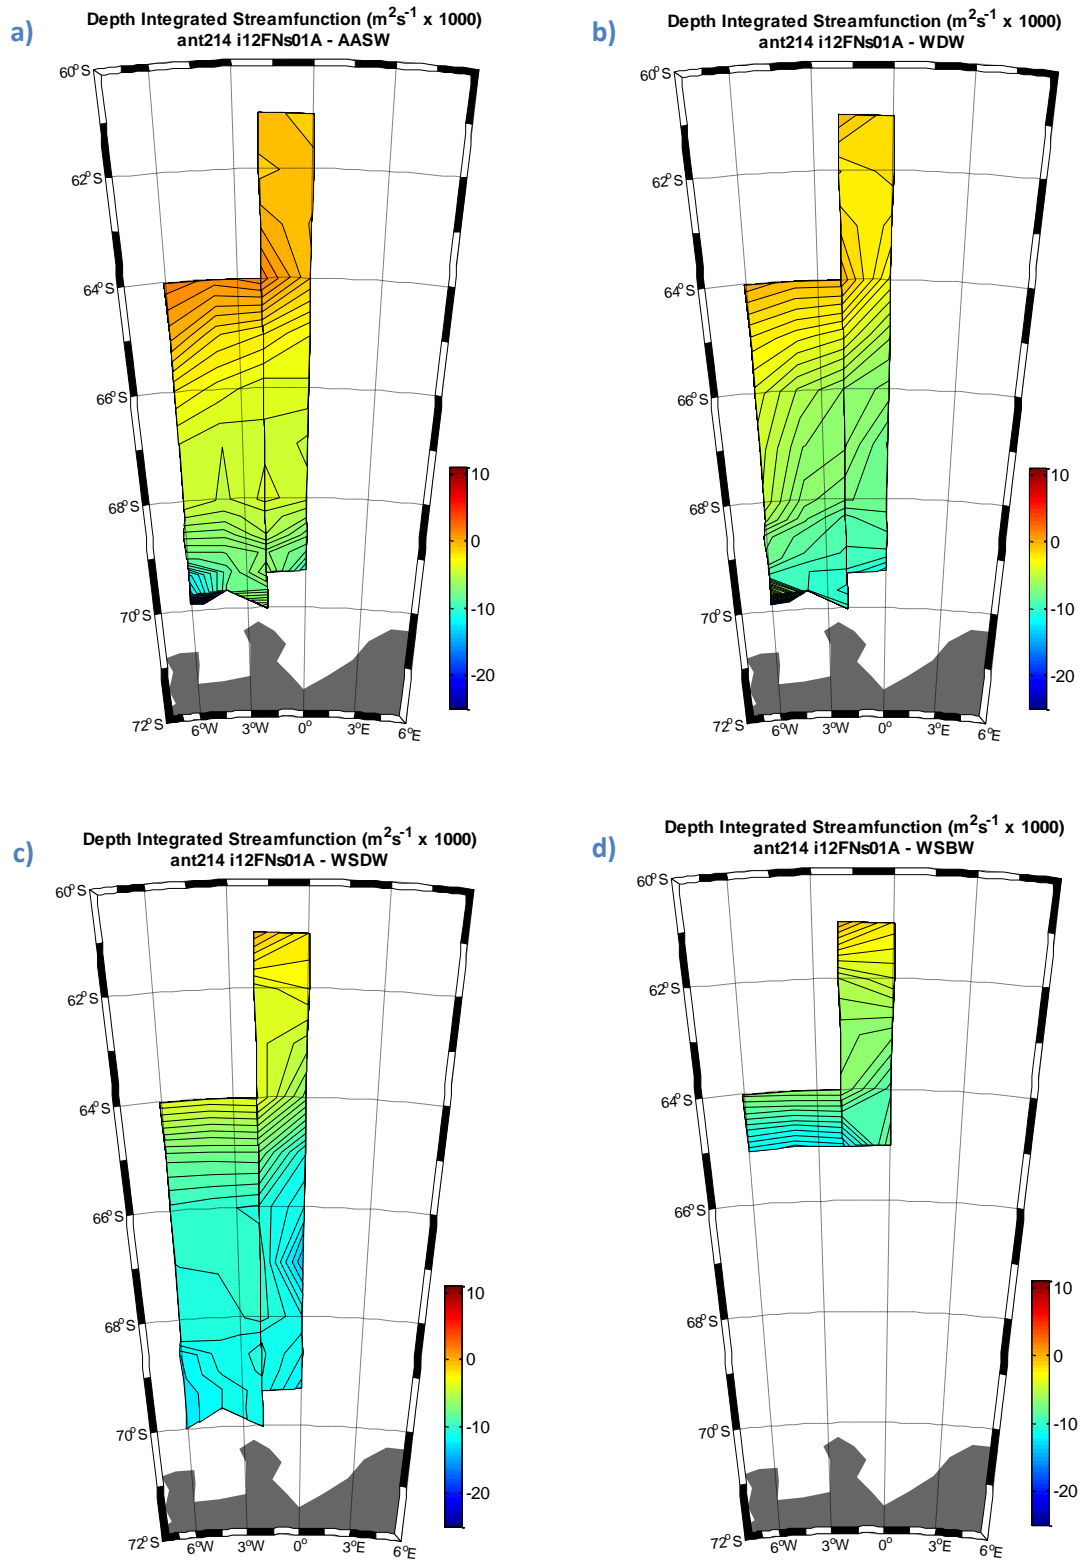 a)
Depth Integrated Streamfunction (m²s⁻¹ x 1000)
ant214 i12FNs01A - AASW
60°S
62°S
64°S
66°S
68°S
70°S
72°S
6°W
3°W
0°
3°E
6°E
10
0
-10
-20
b)
Depth Integrated Streamfunction (m²s⁻¹ x 1000)
ant214 i12FNs01A - WDW
60°S
62°S
64°S
66°S
68°S
70°S
72°S
6°W
3°W
0°
3°E
6°E
10
0
-10
-20
c)
Depth Integrated Streamfunction (m²s⁻¹ x 1000)
ant214 i12FNs01A - WSDW
60°S
62°S
64°S
66°S
68°S
70°S
72°S
6°W
3°W
0°
3°E
6°E
10
0
-10
-20
d)
Depth Integrated Streamfunction (m²s⁻¹ x 1000)
ant214 i12FNs01A - WSBW
60°S
62°S
64°S
66°S
68°S
70°S
72°S
6°W
3°W
0°
3°E
6°E
10
0
-10
-20